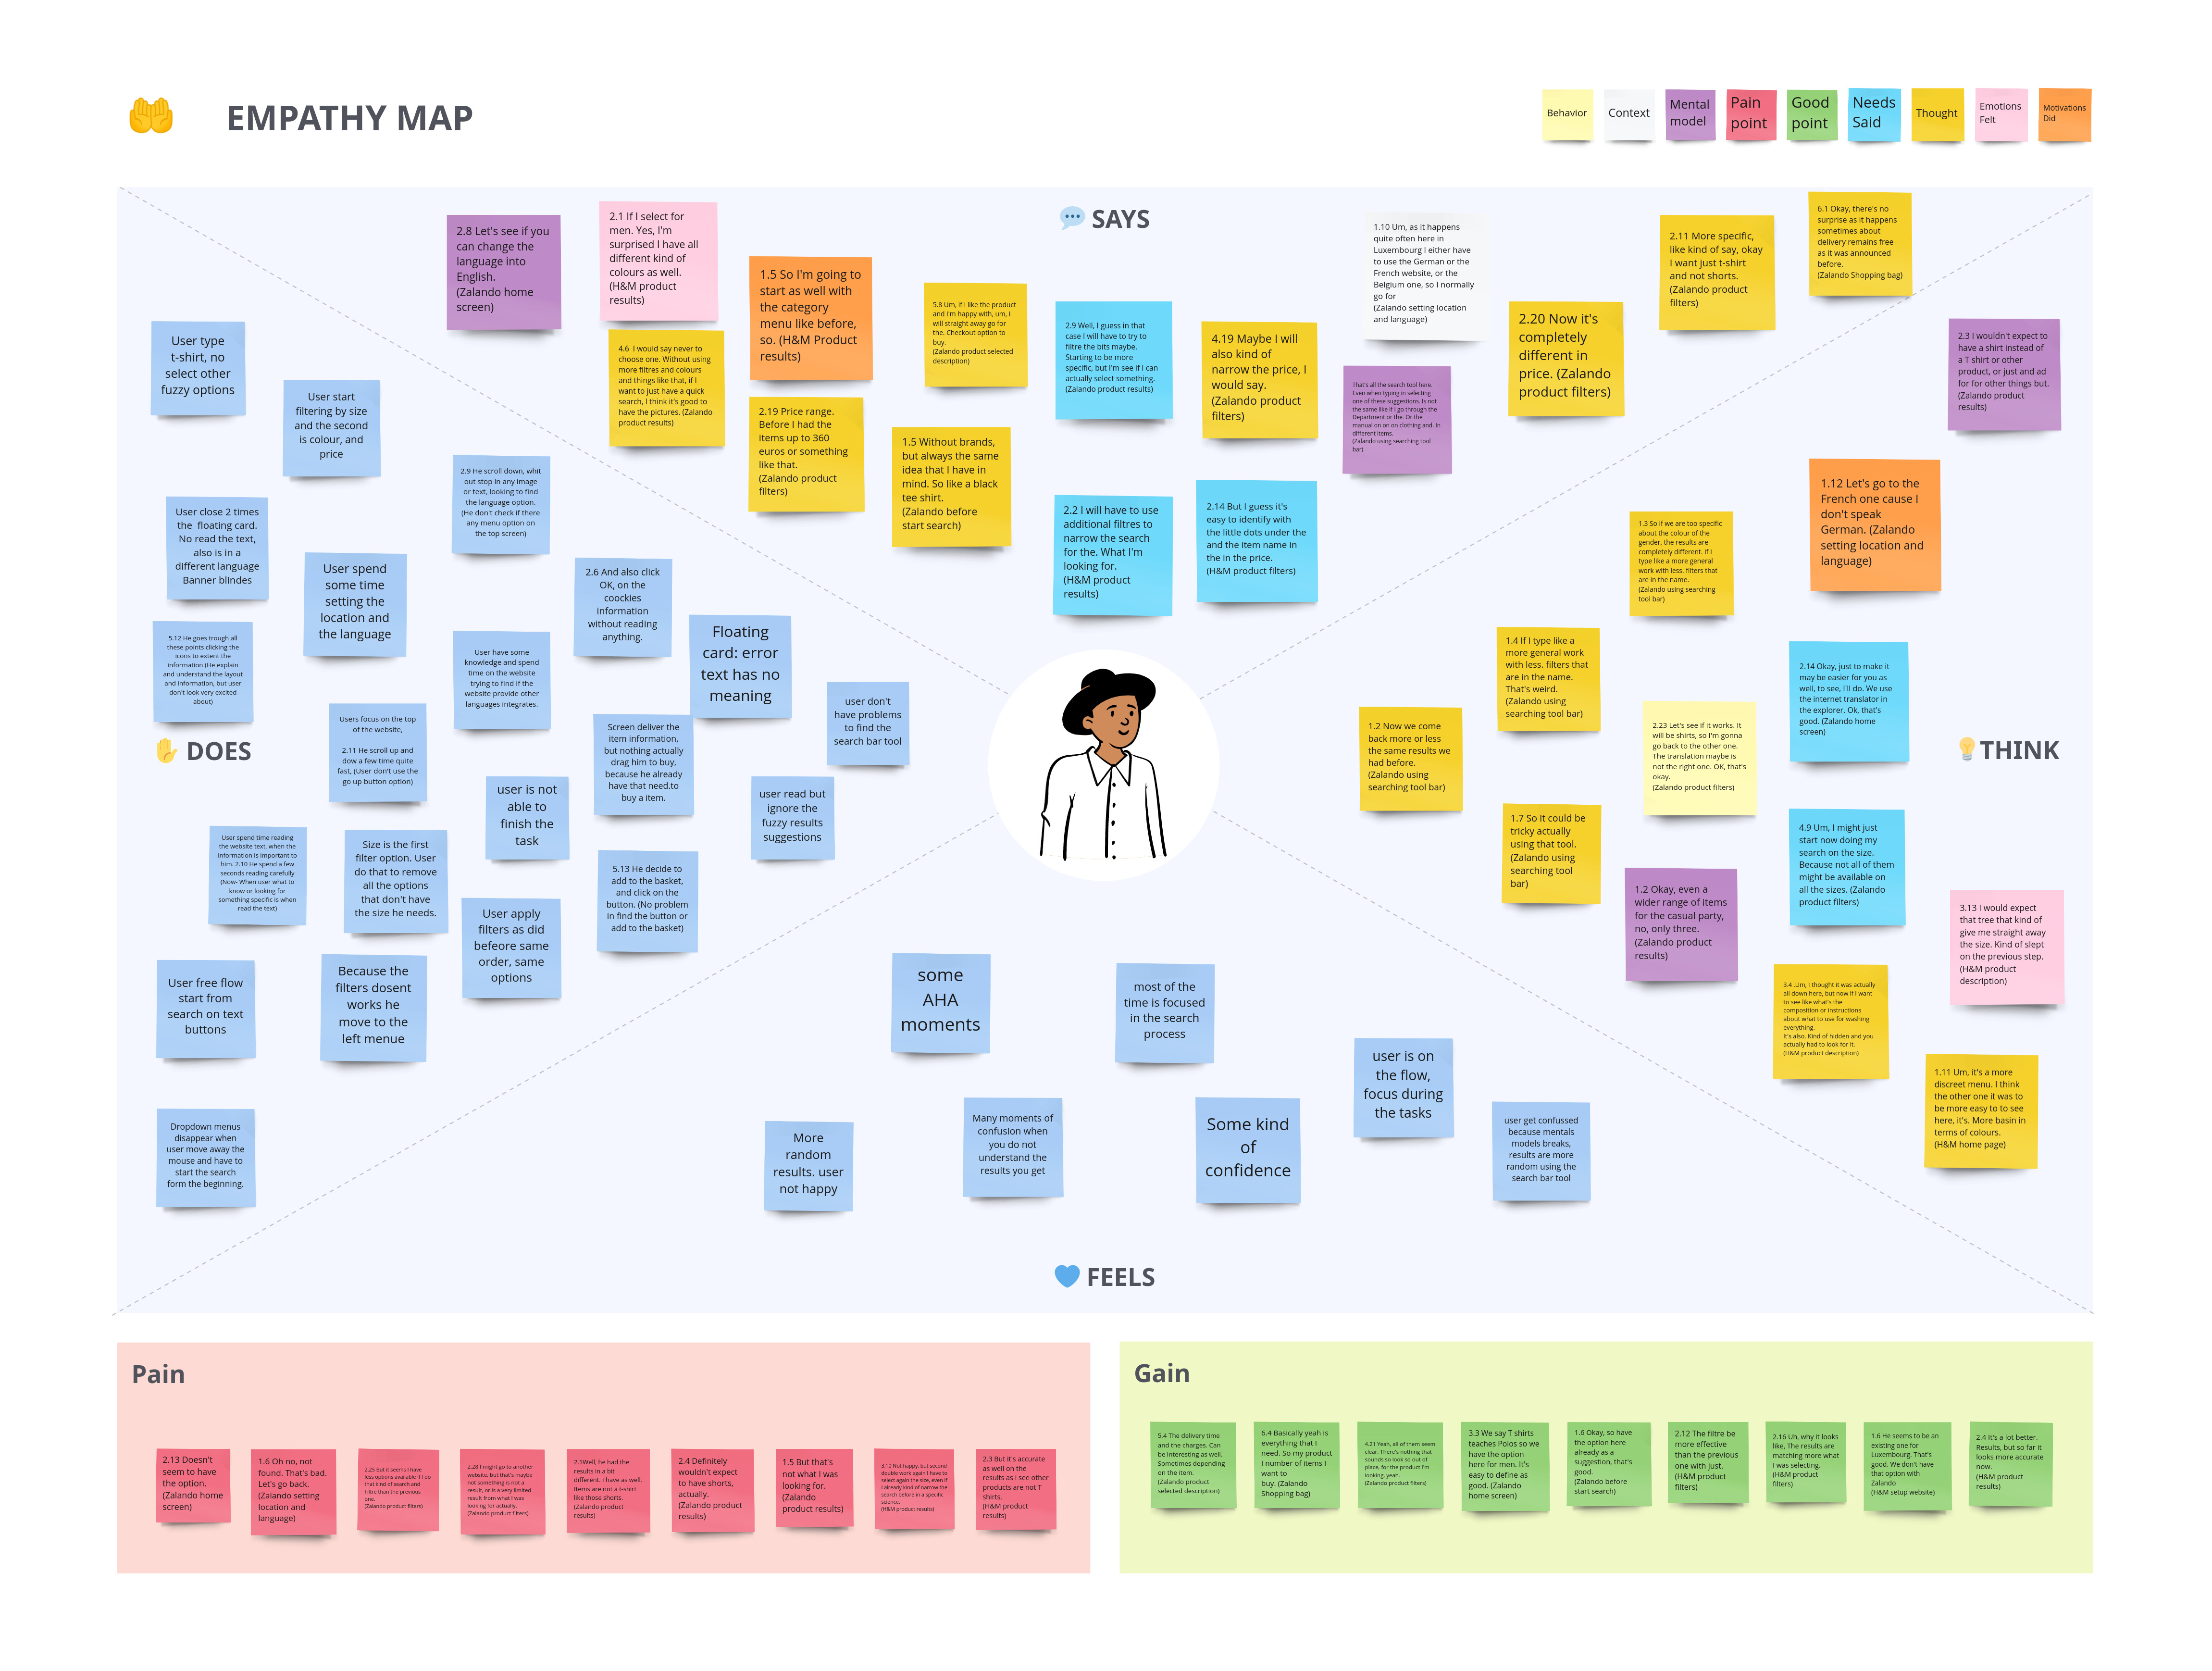 EMPATHY MAP
Behavior
Context
Mental
model
Pain
point
Good
point
Needs
Said
Thought
Emotions
Felt
Motivations
Did
SAYS
2.8 Let's see if you
can change the
language into
English.
(Zalando home
screen)
2.1 If I select for
men. Yes, I'm
surprised I have all
different kind of
colours as well.
(H&M product
results)
1.5 So I'm going to
start as well with
the category
menu like before,
so. (H&M Product
results)
4.6 I would say never to
choose one. Without using
more filtres and colours
and things like that, if I
want to just have a quick
search, I think it's good to
have the pictures. (Zalando
product results)
2.19 Price range.
Before I had the
items up to 360
euros or something
like that.
(Zalando product
filters)
5.8 Um, if I like the product
and I'm happy with, um, I
will straight away go for
the. Checkout option to
buy.
(Zalando product selected
description)
1.5 Without brands,
but always the same
idea that I have in
mind. So like a black
tee shirt.
(Zalando before
start search)
2.9 Well, I guess in that
case I will have to try to
filtre the bits maybe.
Starting to be more
specific, but I'm see if I can
actually select something.
(Zalando product results)
4.19 Maybe I will
also kind of
narrow the price, I
would say.
(Zalando product
filters)
2.2 I will have to use
additional filtres to
narrow the search
for the. What I'm
looking for.
(H&M product
results)
2.14 But I guess it's
easy to identify with
the little dots under the
and the item name in
the in the price.
(H&M product filters)
1.10 Um, as it happens
quite often here in
Luxembourg I either have
to use the German or the
French website, or the
Belgium one, so I normally
go for
(Zalando setting location
and language)
That's all the search tool here.
Even when typing in selecting
one of these suggestions. Is not
the same like if I go through the
Department or the. Or the
manual on on on clothing and. In
different items.
(Zalando using searching tool
bar)
2.20 Now it's
completely
different in
price. (Zalando
product filters)
2.11 More specific,
like kind of say, okay
I want just t-shirt
and not shorts.
(Zalando product
filters)
6.1 Okay, there's no
surprise as it happens
sometimes about
delivery remains free
as it was announced
before.
(Zalando Shopping bag)
DOES
User type
t-shirt, no
select other
fuzzy options
User start
filtering by size
and the second
is colour, and
price
User close 2 times
the floating card.
No read the text,
also is in a
different language
Banner blindes
User spend
some time
setting the
location and
the language
2.9 He scroll down, whit
out stop in any image
or text, looking to find
the language option.
(He don't check if there
any menu option on
the top screen)
2.6 And also click
OK, on the
coockies
information
without reading
anything.
5.12 He goes trough all
these points clicking the
icons to extent the
information (He explain
and understand the layout
and information, but user
don't look very excited
about)
User have some
knowledge and spend
time on the website
trying to find if the
website provide other
languages integrates.
Floating
card: error
text has no
meaning
user don't
have problems
to find the
search bar tool
Users focus on the top
of the website,
2.11 He scroll up and
dow a few time quite
fast, (User don't use the
go up button option)
Screen deliver the
item information,
but nothing actually
drag him to buy,
because he already
have that need.to
buy a item.
user is not
able to
finish the
task
user read but
ignore the
fuzzy results
suggestions
User spend time reading
the website text, when the
information is important to
him. 2.10 He spend a few
seconds reading carefully
(Now- When user what to
know or looking for
something specific is when
read the text)
Size is the first
filter option. User
do that to remove
all the options
that don't have
the size he needs.
5.13 He decide to
add to the basket,
and click on the
button. (No problem
in find the button or
add to the basket)
User apply
filters as did
befeore same
order, same
options
User free flow
start from
search on text
buttons
Because the
filters dosent
works he
move to the
left menue
Dropdown menus
disappear when
user move away the
mouse and have to
start the search
form the beginning.
THINK
2.3 I wouldn't expect to
have a shirt instead of
a T shirt or other
product, or just and ad
for for other things but.
(Zalando product
results)
1.12 Let's go to the
French one cause I
don't speak
German. (Zalando
setting location and
language)
1.3 So if we are too specific
about the colour of the
gender, the results are
completely different. If I
type like a more general
work with less. filters that
are in the name.
(Zalando using searching
tool bar)
1.4 If I type like a
more general work
with less. filters that
are in the name.
That's weird.
(Zalando using
searching tool bar)
2.14 Okay, just to make it
may be easier for you as
well, to see, I'll do. We use
the internet translator in
the explorer. Ok, that's
good. (Zalando home
screen)
1.2 Now we come
back more or less
the same results we
had before.
(Zalando using
searching tool bar)
2.23 Let's see if it works. It
will be shirts, so I'm gonna
go back to the other one.
The translation maybe is
not the right one. OK, that's
okay.
(Zalando product filters)
1.7 So it could be
tricky actually
using that tool.
(Zalando using
searching tool
bar)
4.9 Um, I might just
start now doing my
search on the size.
Because not all of them
might be available on
all the sizes. (Zalando
product filters)
1.2 Okay, even a
wider range of items
for the casual party,
no, only three.
(Zalando product
results)
3.13 I would expect
that tree that kind of
give me straight away
the size. Kind of slept
on the previous step.
(H&M product
description)
3.4 .Um, I thought it was actually
all down here, but now if I want
to see like what's the
composition or instructions
about what to use for washing
everything.
It's also. Kind of hidden and you
actually had to look for it.
(H&M product description)
1.11 Um, it's a more
discreet menu. I think
the other one it was to
be more easy to to see
here, it's. More basin in
terms of colours.
(H&M home page)
some
AHA
moments
most of the
time is focused
in the search
process
user is on
the flow,
focus during
the tasks
More
random
results. user
not happy
Many moments of
confusion when
you do not
understand the
results you get
Some kind
of
confidence
user get confussed
because mentals
models breaks,
results are more
random using the
search bar tool
FEELS
Pain
2.13 Doesn't
seem to have
the option.
(Zalando home
screen)
1.6 Oh no, not
found. That's bad.
Let's go back.
(Zalando setting
location and
language)
2.25 But it seems I have
less options available if I do
that kind of search and
filtre than the previous
one.
(Zalando product filters)
2.28 I might go to another
website, but that's maybe
not something is not a
result, or is a very limited
result from what I was
looking for actually.
(Zalando product filters)
2.1Well, he had the
results in a bit
different. I have as well.
Items are not a t-shirt
like those shorts.
(Zalando product
results)
2.4 Definitely
wouldn't expect
to have shorts,
actually.
(Zalando product
results)
1.5 But that's
not what I was
looking for.
(Zalando
product results)
3.10 Not happy, but second
double work again I have to
select again the size, even if
I already kind of narrow the
search before in a specific
science.
(H&M product results)
2.3 But it's accurate
as well on the
results as I see other
products are not T
shirts.
(H&M product
results)
Gain
5.4 The delivery time
and the charges. Can
be interesting as well.
Sometimes depending
on the item.
(Zalando product
selected description)
6.4 Basically yeah is
everything that I
need. So my product
I number of items I
want to
buy. (Zalando
Shopping bag)
4.21 Yeah, all of them seem
clear. There's nothing that
sounds so look so out of
place, for the product I'm
looking, yeah.
(Zalando product filters)
3.3 We say T shirts
teaches Polos so we
have the option
here for men. It's
easy to define as
good. (Zalando
home screen)
1.6 Okay, so have
the option here
already as a
suggestion, that's
good.
(Zalando before
start search)
2.12 The filtre be
more effective
than the previous
one with just.
(H&M product
filters)
2.16 Uh, why it looks
like, The results are
matching more what
I was selecting.
(H&M product
filters)
1.6 He seems to be an
existing one for
Luxembourg. That's
good. We don't have
that option with
Zalando
(H&M setup website)
2.4 It's a lot better.
Results, but so far it
looks more accurate
now.
(H&M product
results)